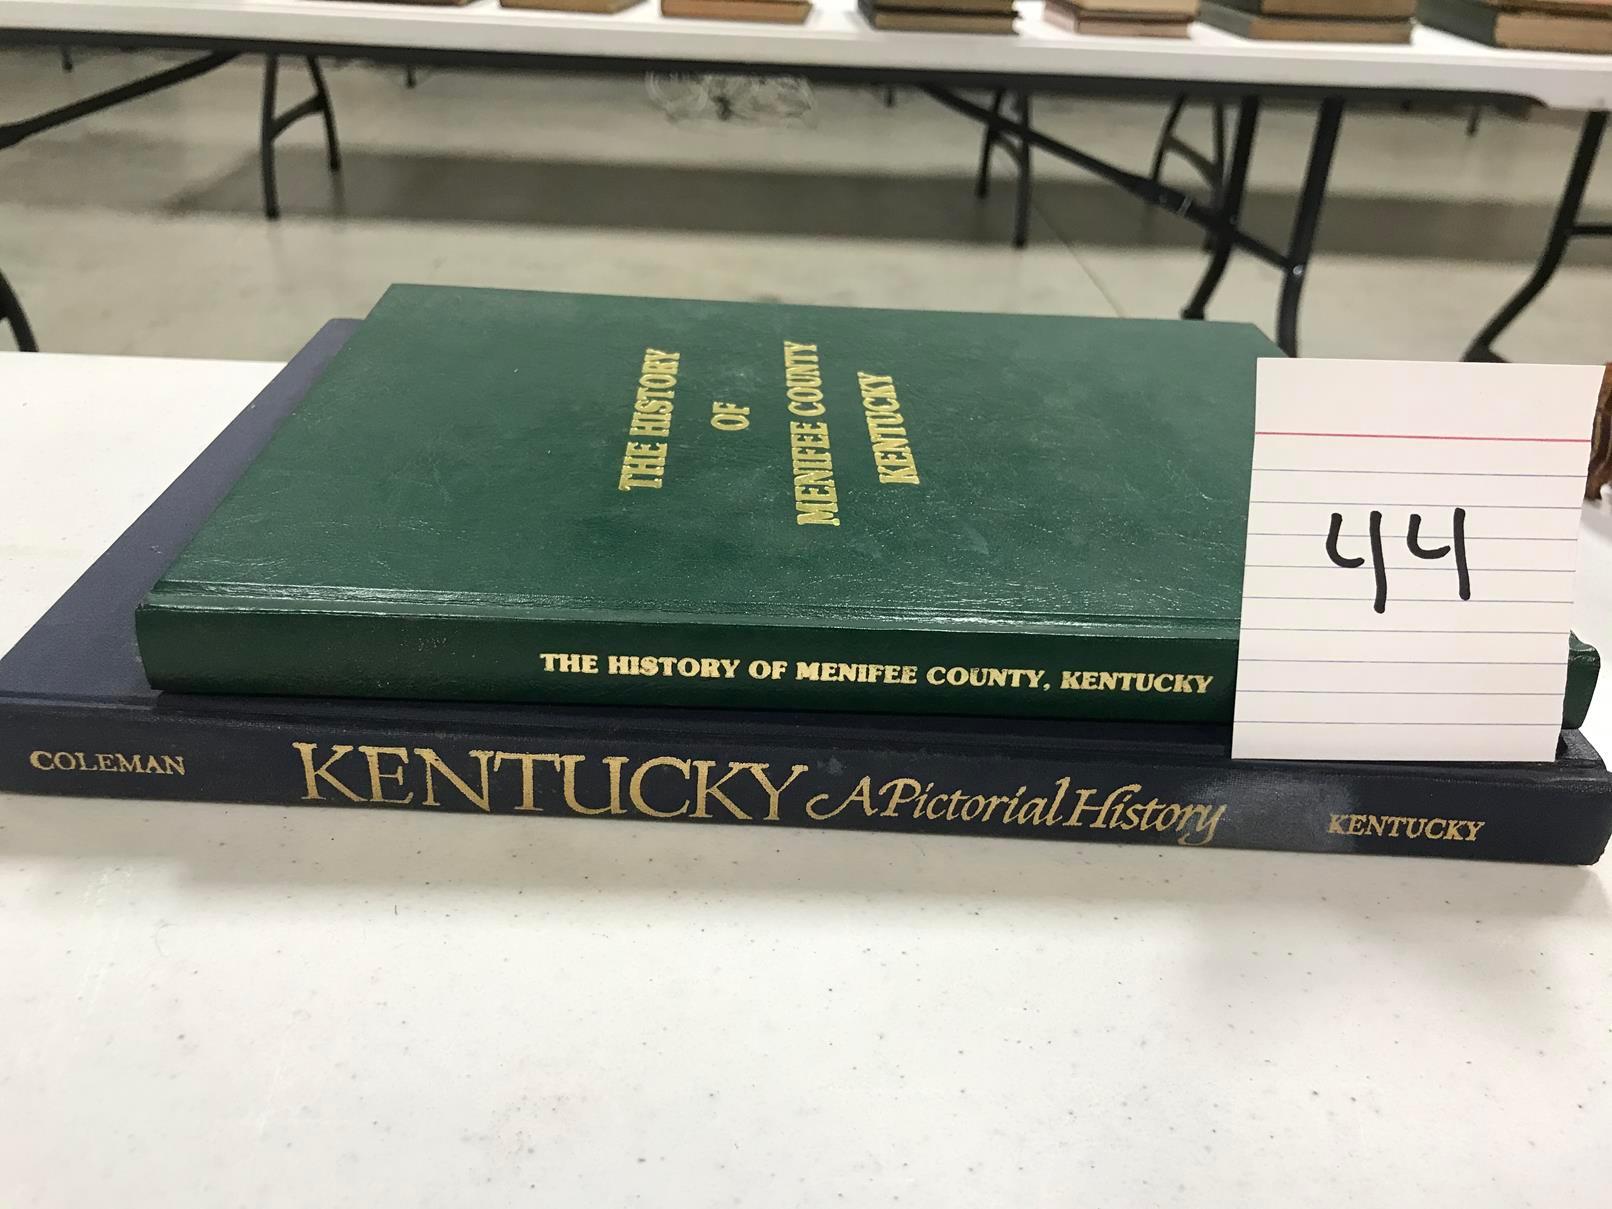 THE HISTORY
OF
MENIFEE COUNTY
KENTUCKY
THE HISTORY OF MENIFEE COUNTY, KENTUCKY
COLEMAN KENTUCKY A Pictorial History KENTUCKY
44